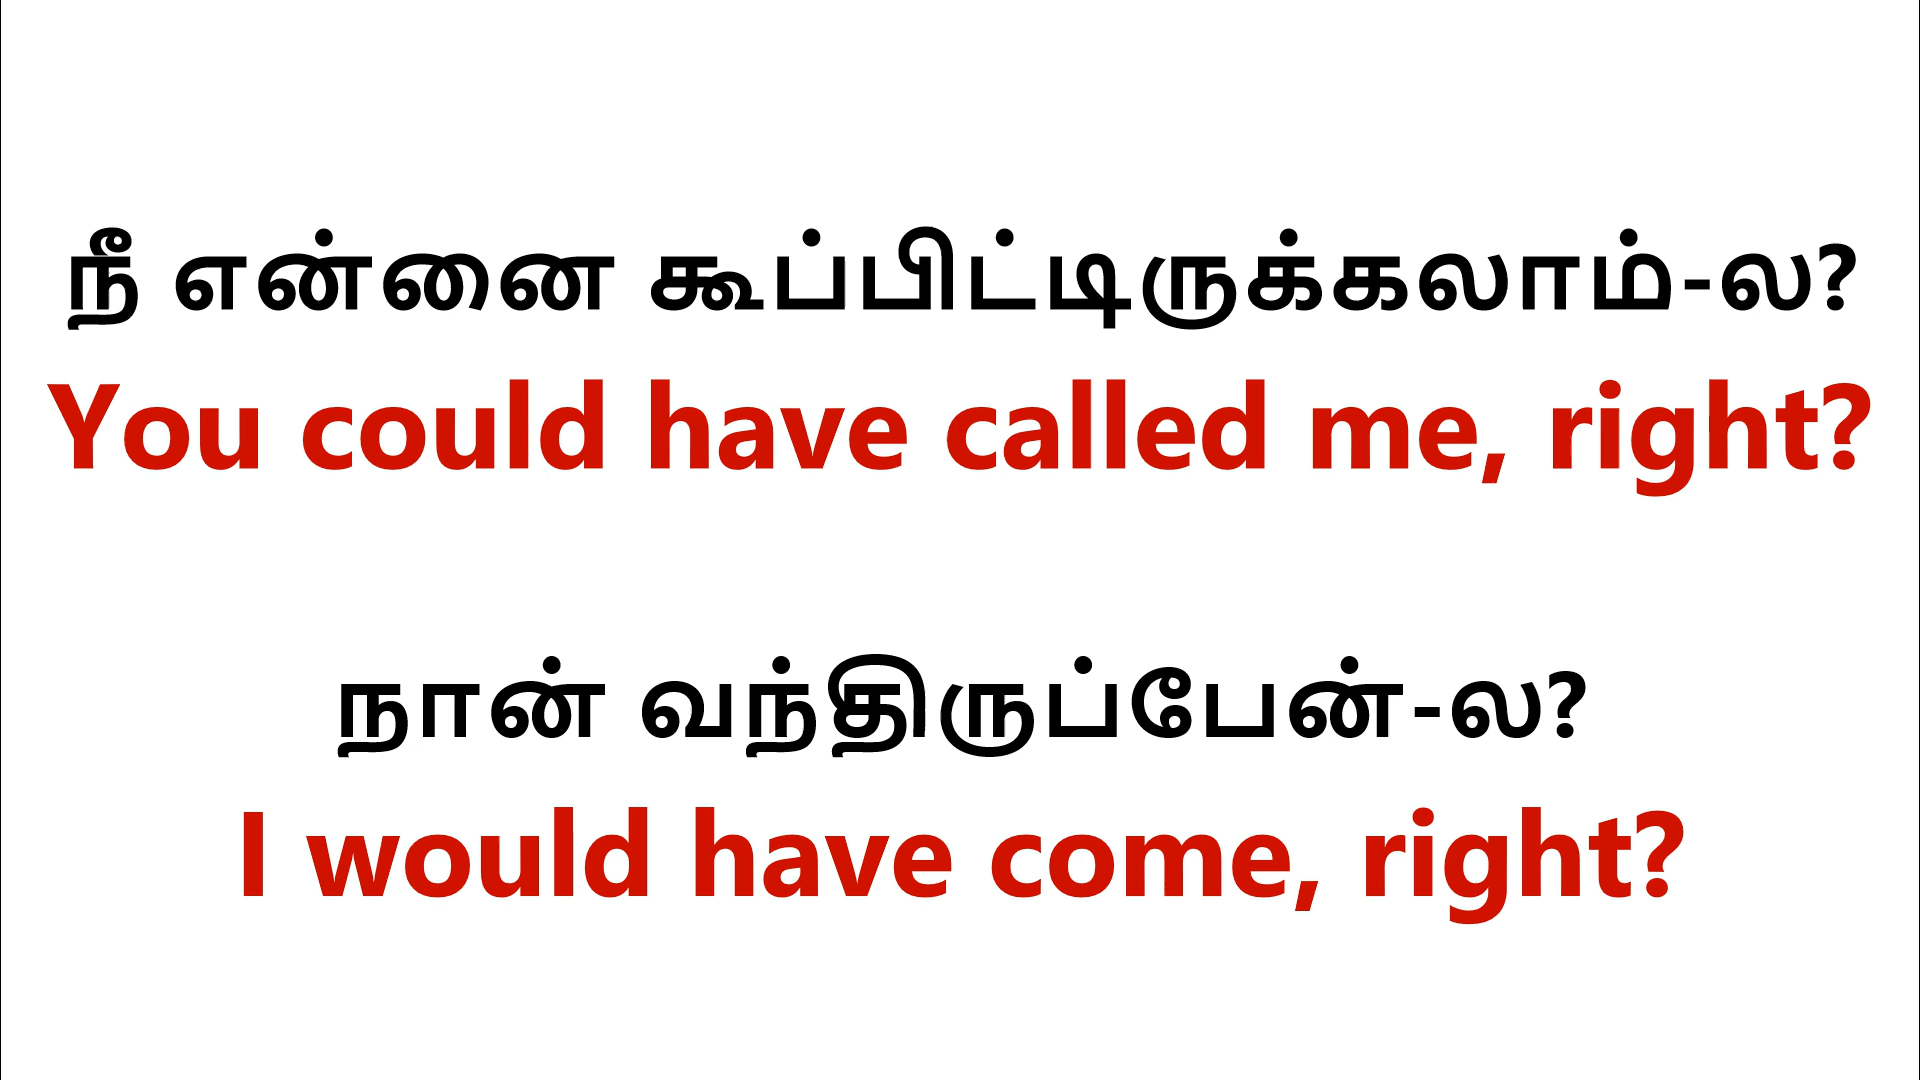 நீ என்னை கூப்பிட்டிருக்கலாம்-ல?
You could have called me, right?
நான் வந்திருப்பேன்-ல?
I would have come, right?